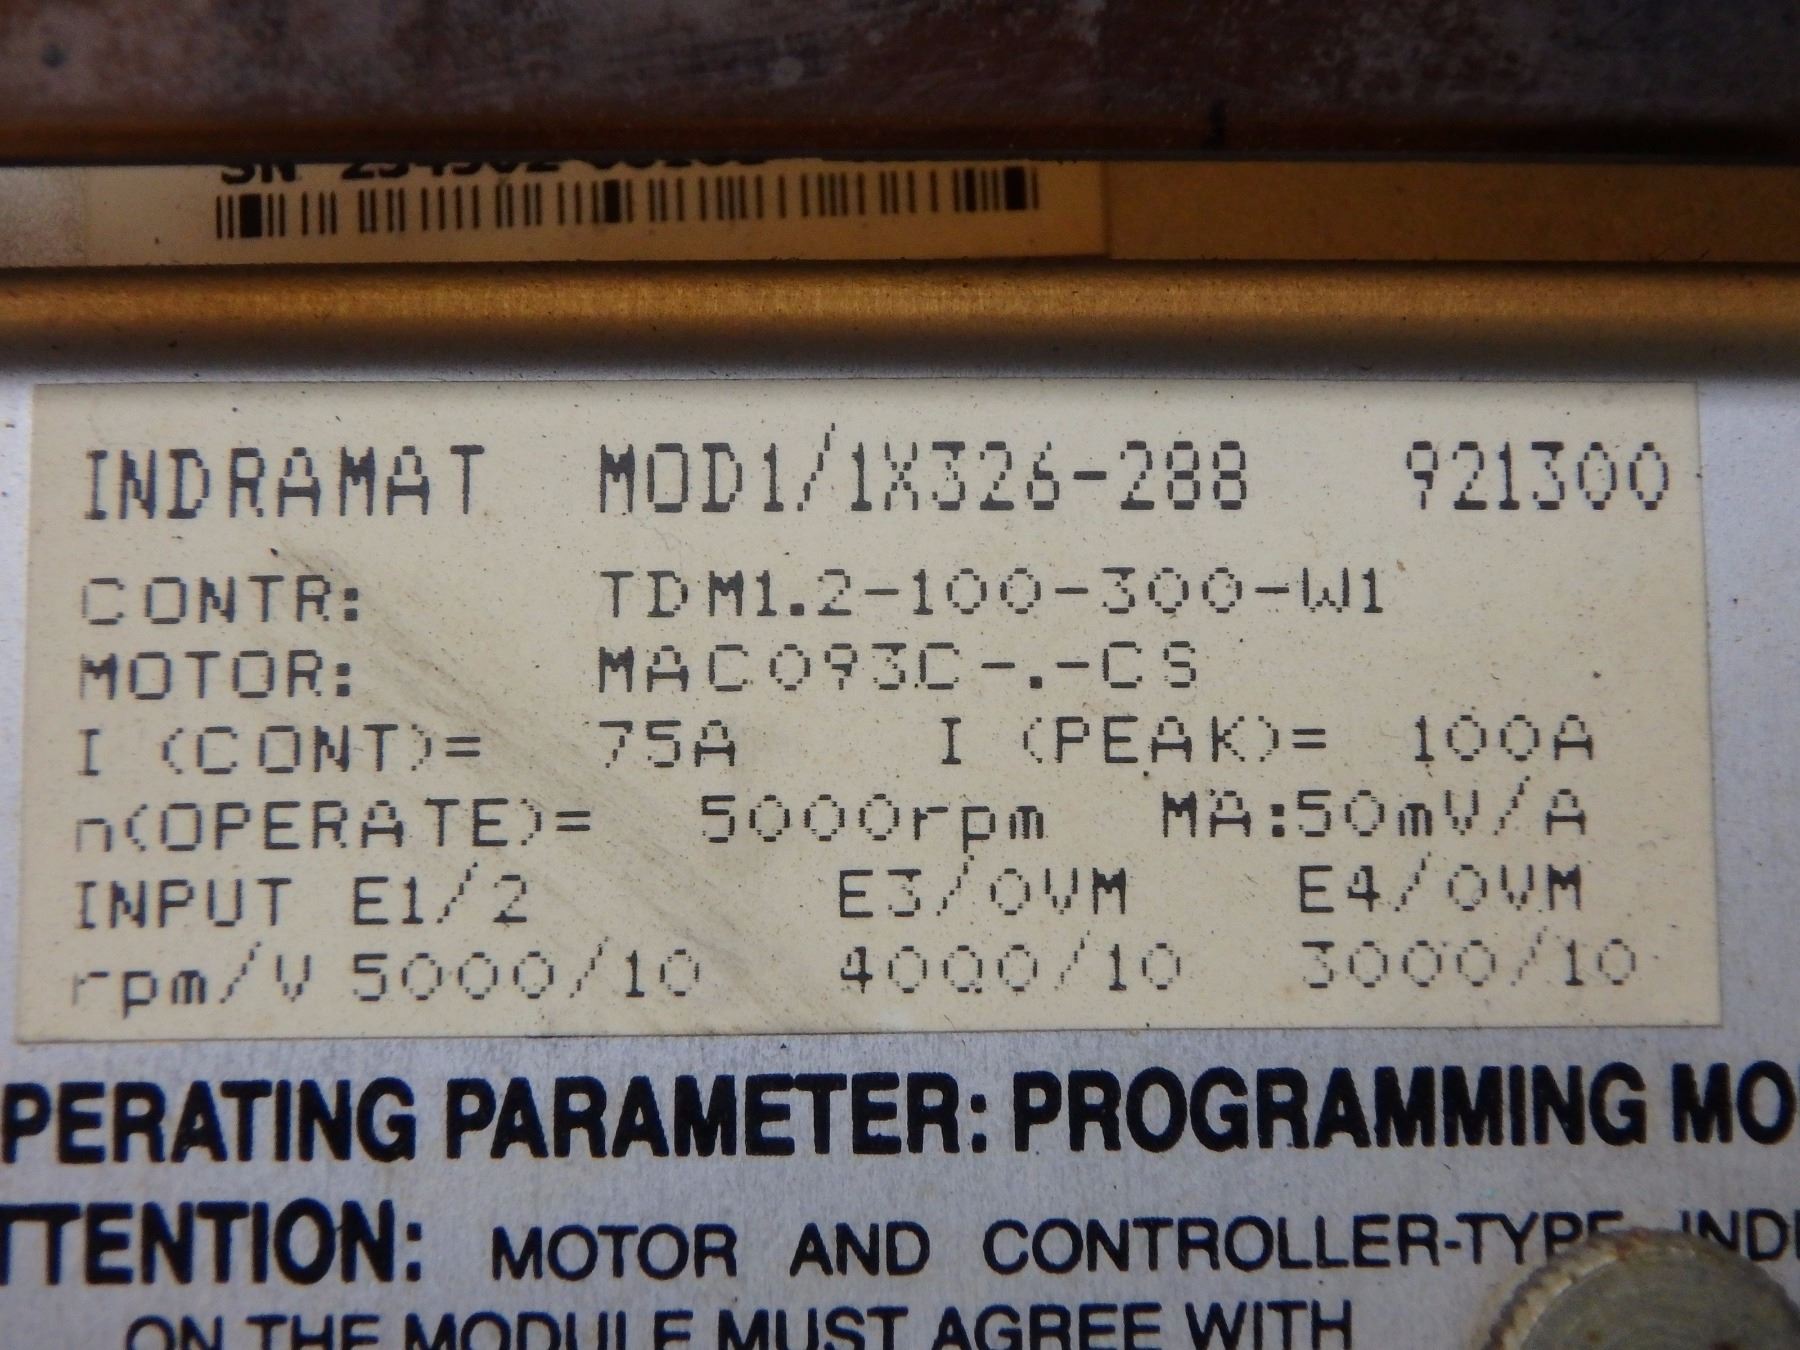 SN
INDRAMAT MOD1/1X326-288 921300
CONTR: TDM1.2-100-300-W1
MOTOR: MAC093C-.-CS
I (CONT)= 75A I (PEAK)= 100A
n(OPERATE)= 5000rpm MA:50mV/A
INPUT E1/2 E3/0VM E4/0VM
rpm/V 5000/10 4000/10 3000/10
PERATING PARAMETER: PROGRAMMING MO
TTENTION: MOTOR AND CONTROLLER-TYPE INDI
ON THE MODULE MUST AGREE WITH